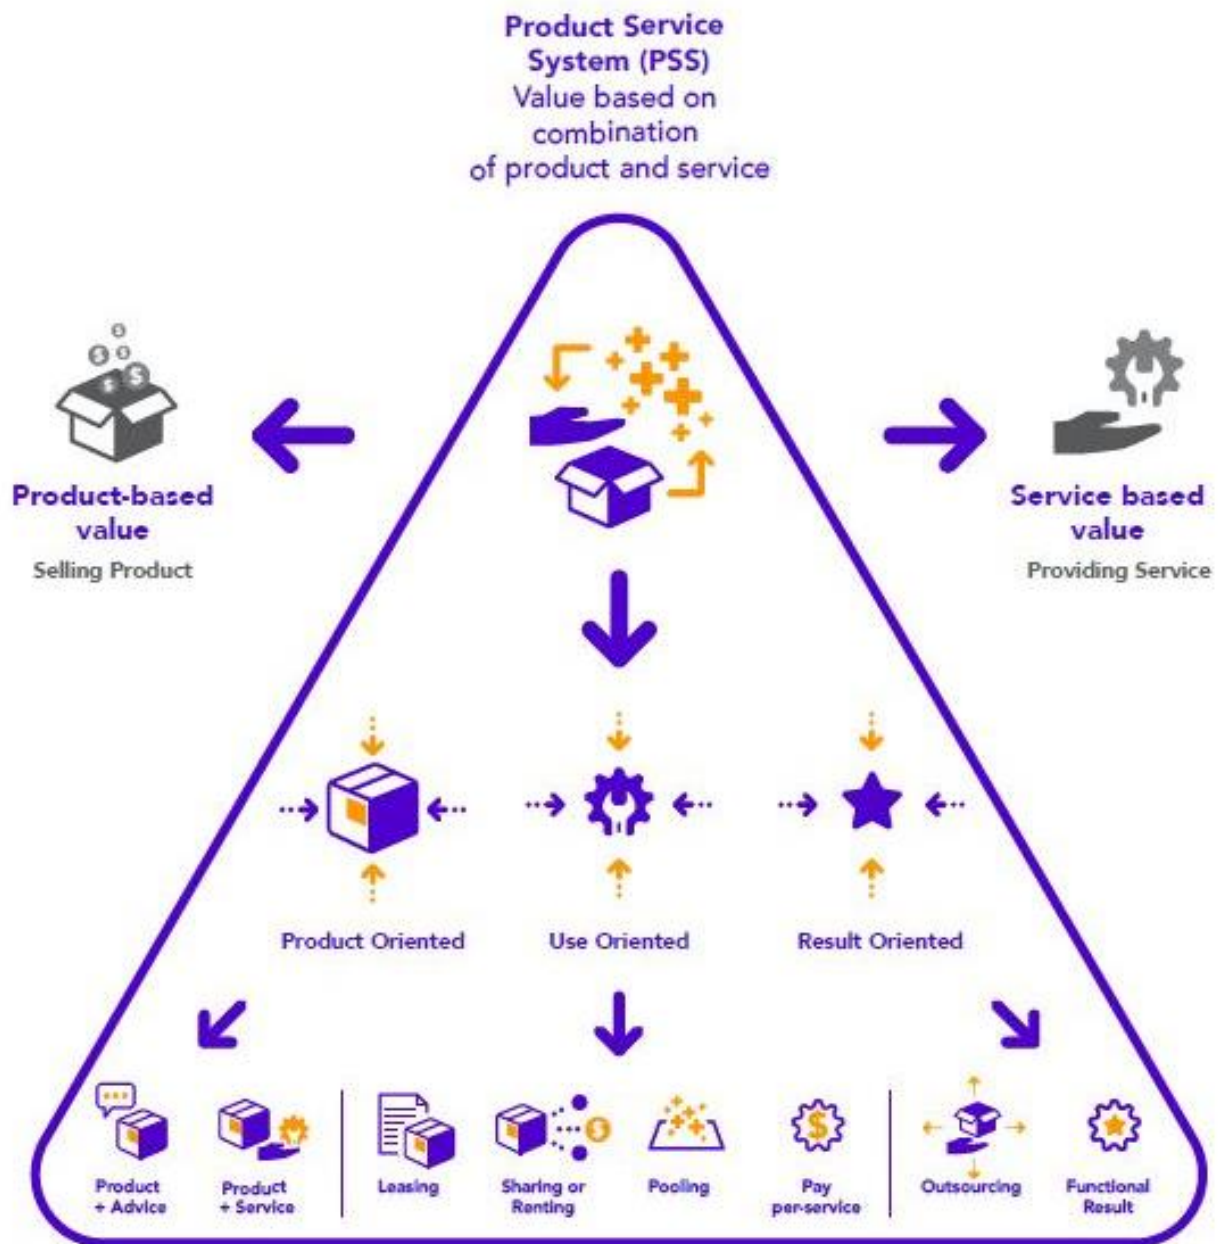 Product Service
System (PSS)
Value based on
combination
of product and service
Product-based
value
Selling Product
Service based
value
Providing Service
Product Oriented
Use Oriented
Result Oriented
Product
+ Advice
Product
+ Service
Leasing
Sharing or
Renting
Pooling
Pay
per-service
Outsourcing
Functional
Result